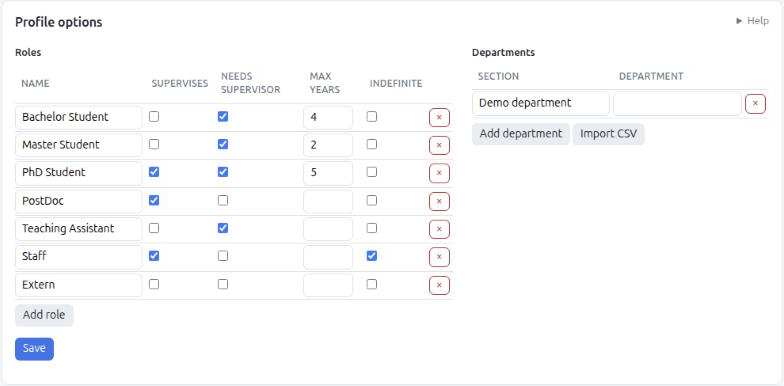 Profile options
▶ Help
Roles
NAME SUPERVISES NEEDS SUPERVISOR MAX YEARS INDEFINITE
Bachelor Student 4 ×
Master Student 2 ×
PhD Student 5 ×
PostDoc ×
Teaching Assistant ×
Staff ×
Extern ×
Add role
Save
Departments
SECTION DEPARTMENT
Demo department ×
Add department Import CSV